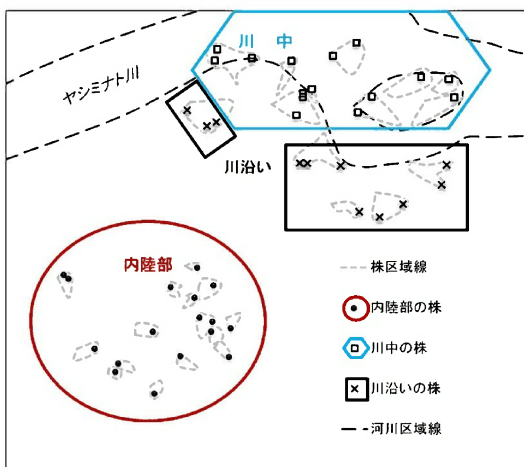 川 中
ヤシミナト川
川沿い
内陸部
株区域線
内陸部の株
川中の株
川沿いの株
河川区域線